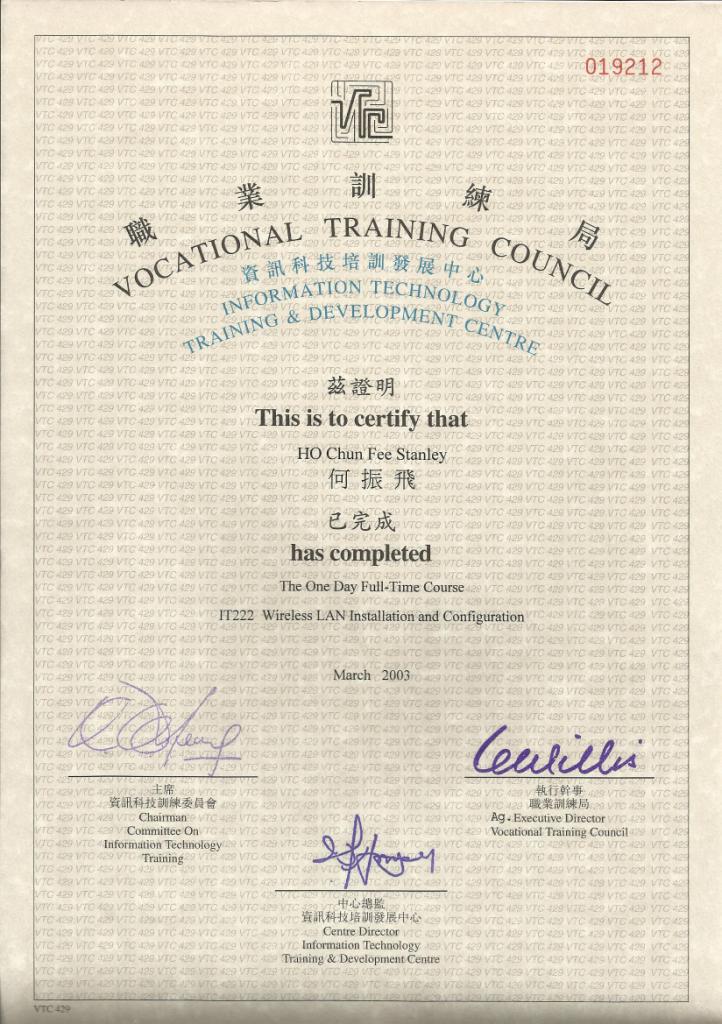 019212
VTC
職業訓練局
VOCATIONAL TRAINING COUNCIL
資訊科技培訓發展中心
INFORMATION TECHNOLOGY
TRAINING & DEVELOPMENT CENTRE
茲證明
This is to certify that
HO Chun Fee Stanley
何振飛
已完成
has completed
The One Day Full-Time Course
IT222 Wireless LAN Installation and Configuration
March 2003
主席
資訊科技訓練委員會
Chairman
Committee On
Information Technology
Training
執行幹事
職業訓練局
Ag. Executive Director
Vocational Training Council
中心總監
資訊科技培訓發展中心
Centre Director
Information Technology
Training & Development Centre
VTC 429